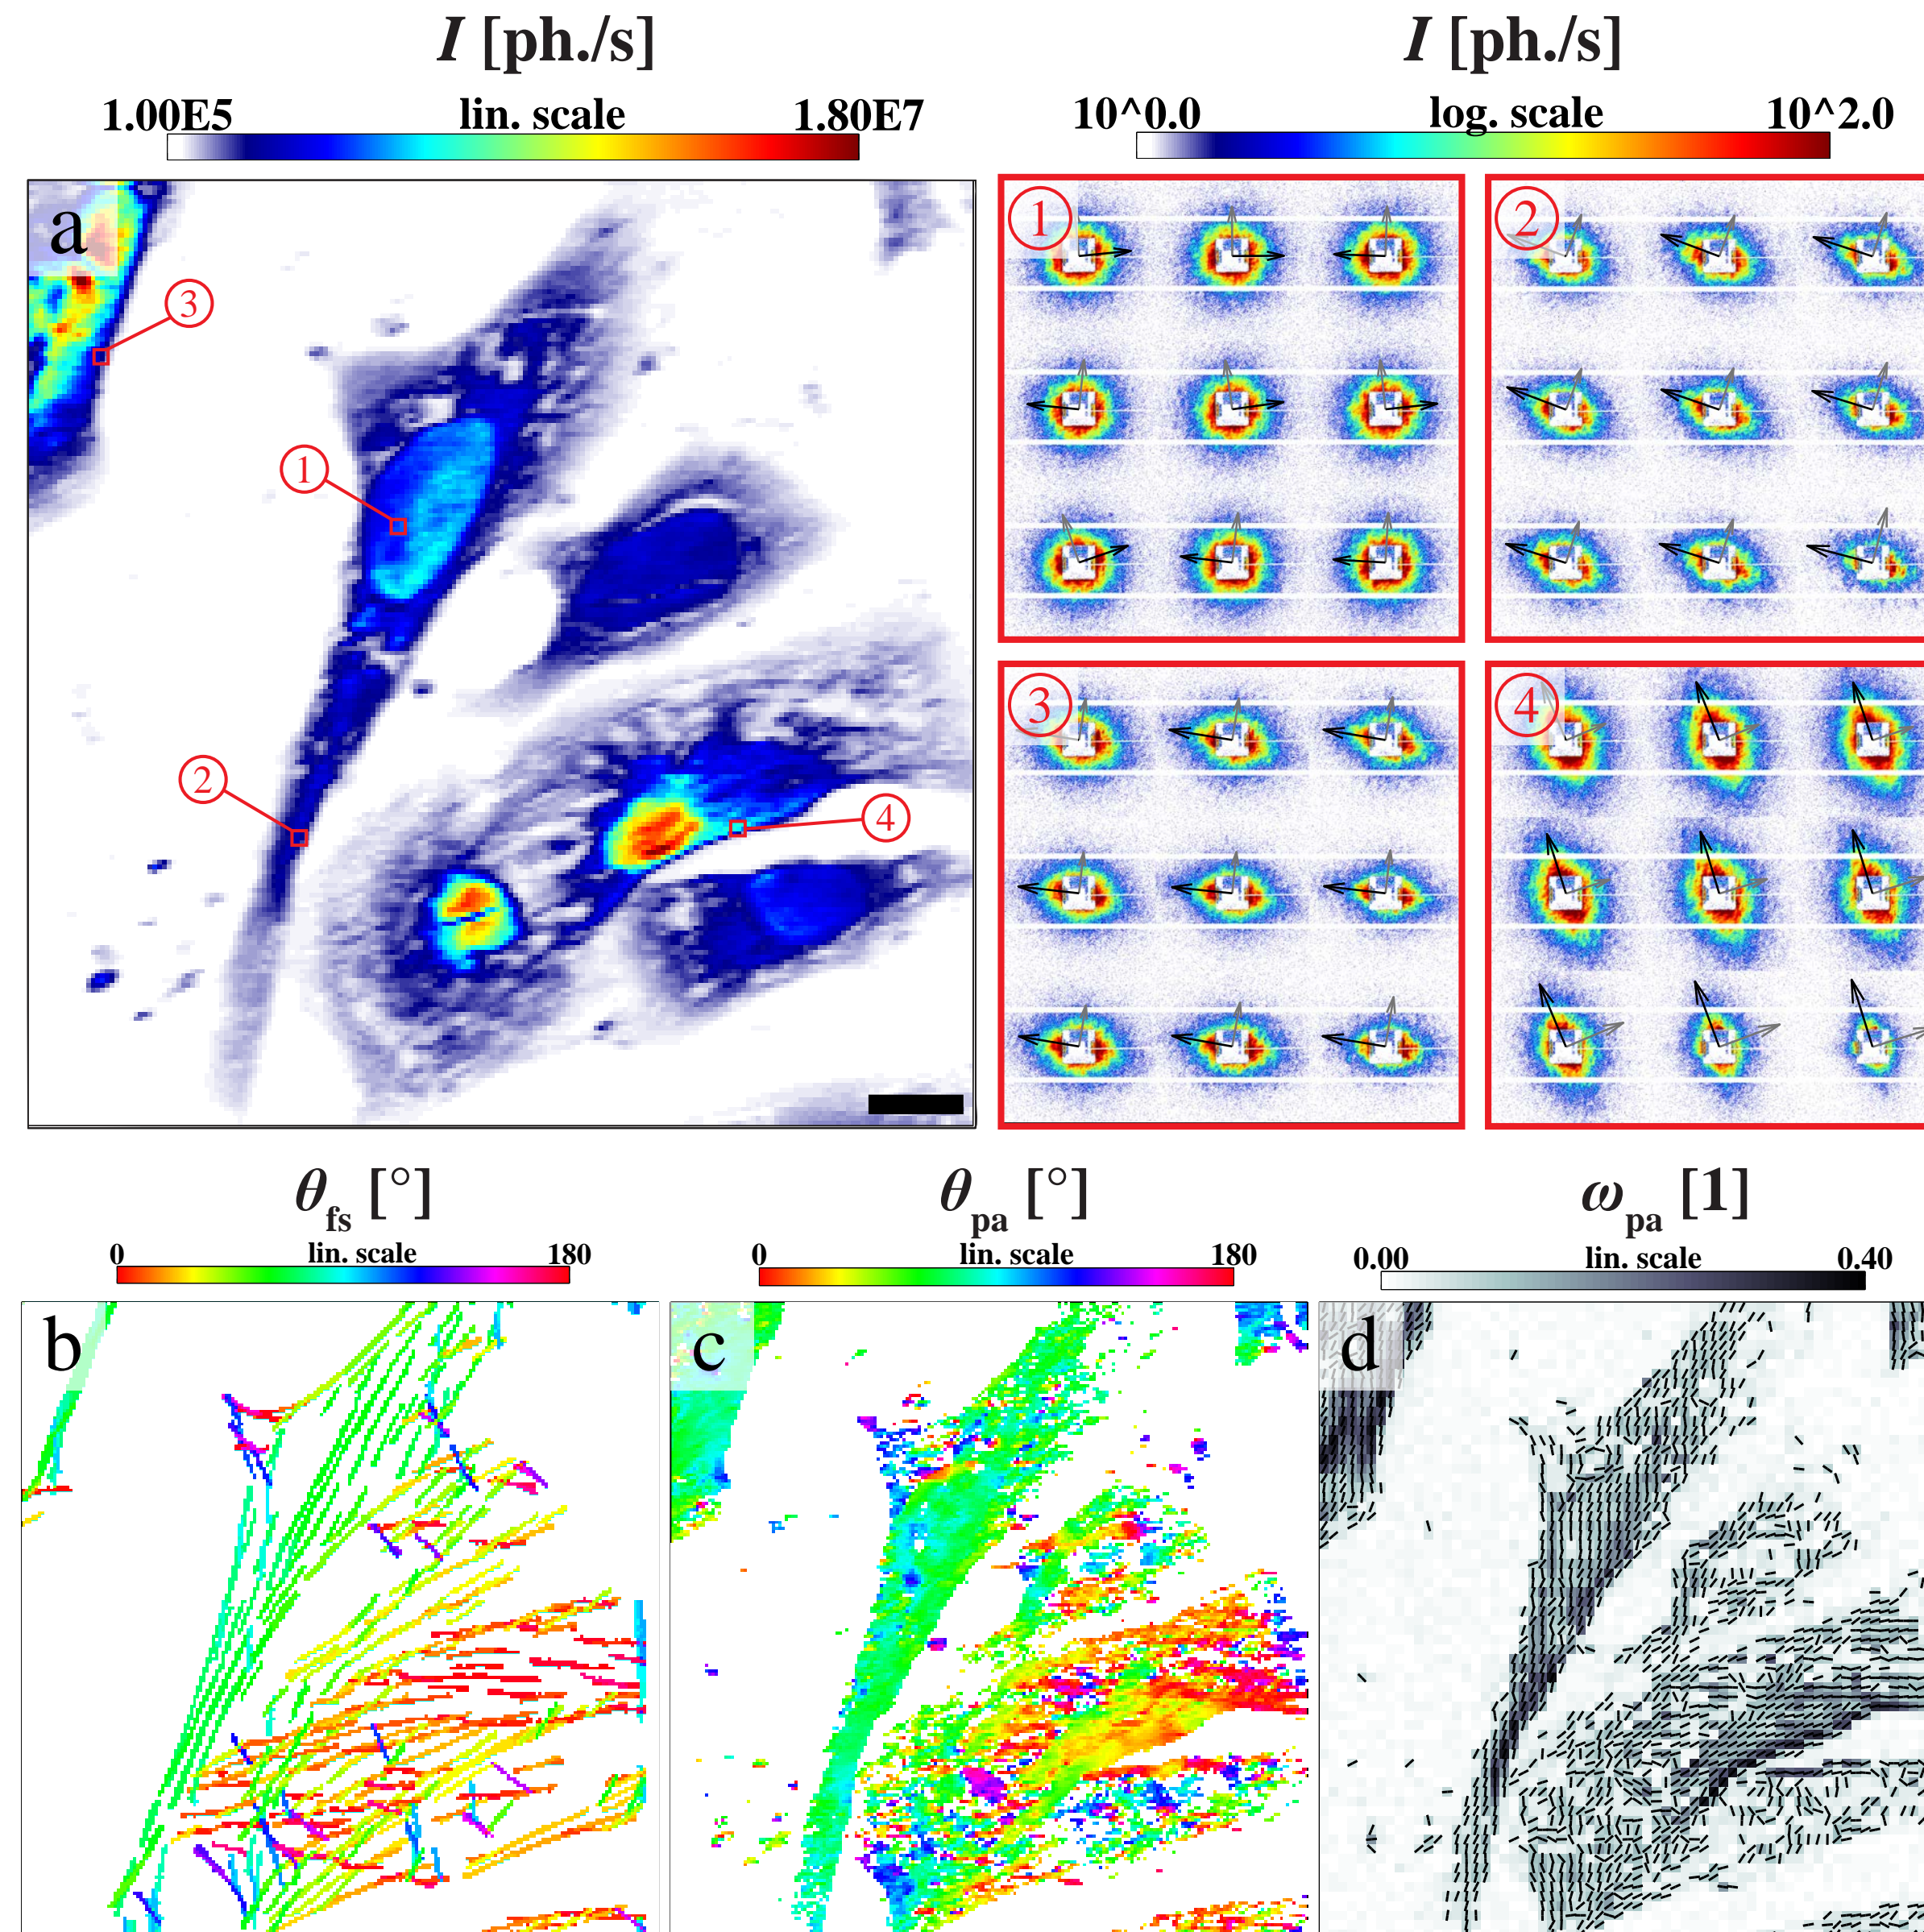 I [ph./s]
1.00E5 lin. scale 1.80E7
a
3
1
2
4
I [ph./s]
10^0.0 log. scale 10^2.0
1
2
3
4
θfs [°]
0 lin. scale 180
b
θpa [°]
0 lin. scale 180
c
ωpa [1]
0.00 lin. scale 0.40
d